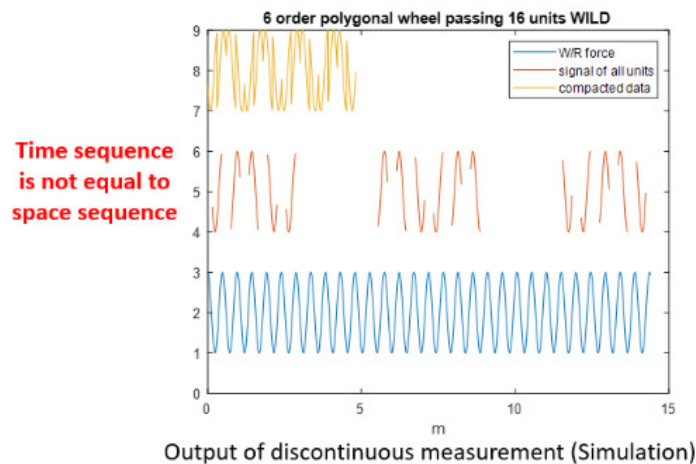 6 order polygonal wheel passing 16 units WILD
9
8
7
6
5
4
3
2
1
0
W/R force
signal of all units
compacted data
Time sequence
is not equal to
space sequence
0
5
10
15
m
Output of discontinuous measurement (Simulation)